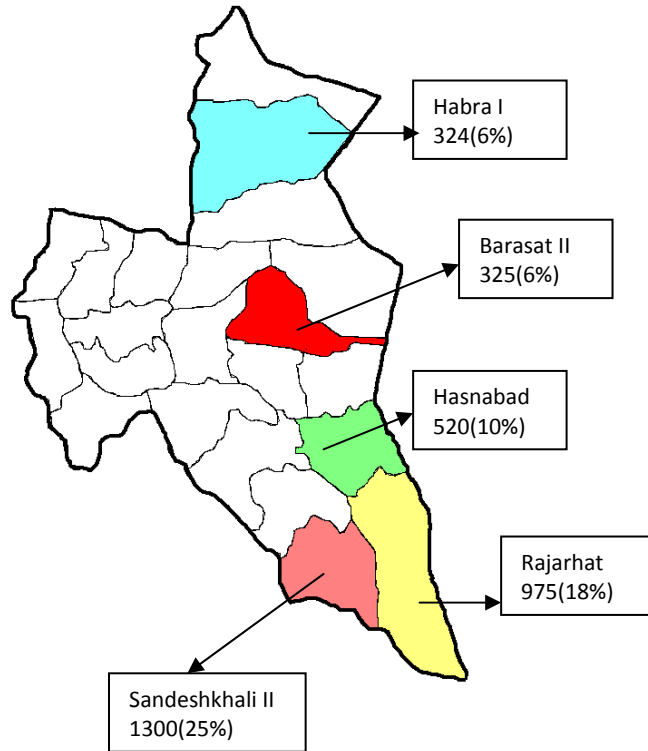 Habra I
324(6%)
Barasat II
325(6%)
Hasnabad
520(10%)
Rajarhat
975(18%)
Sandeshkhali II
1300(25%)